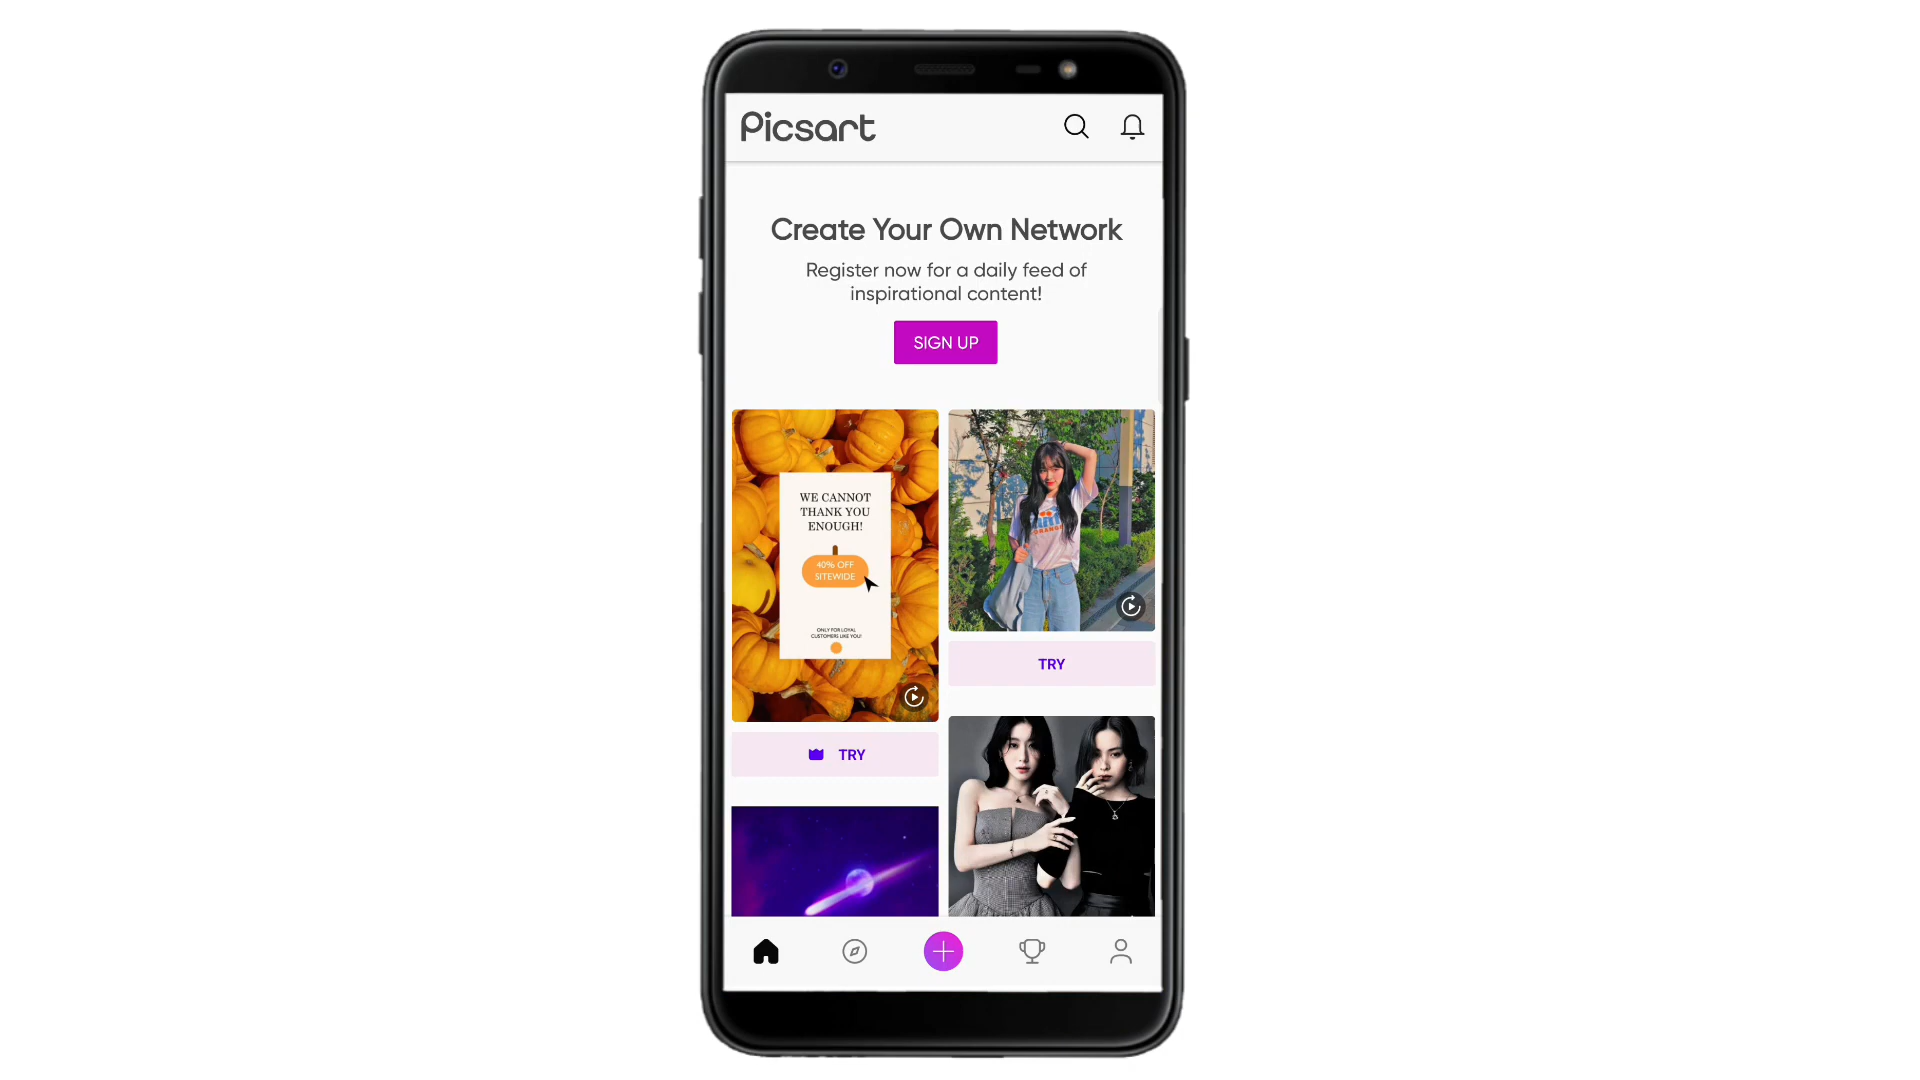 Picsart
Create Your Own Network
Register now for a daily feed of
inspirational content!
SIGN UP
WE CANNOT
THANK YOU
ENOUGH!
40% OFF
SITEWIDE
ONLY FOR LOYAL
CUSTOMERS LIKE YOU!
ORANGE
TRY
TRY